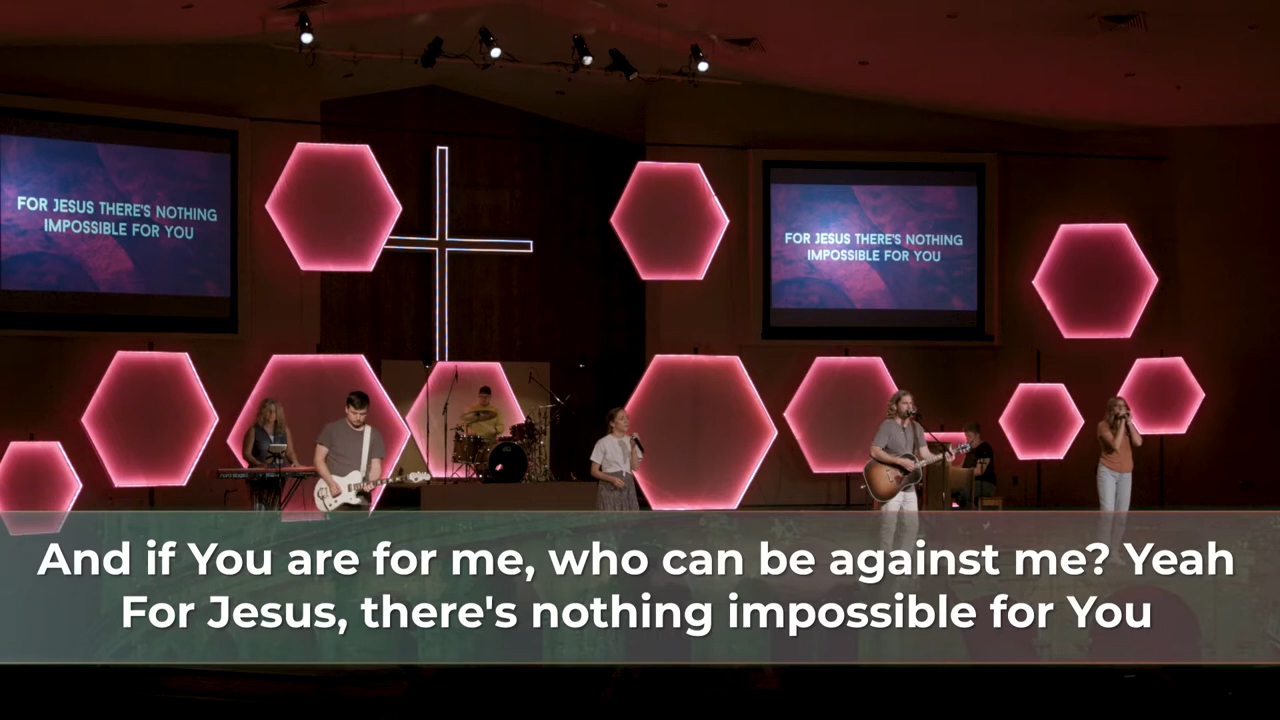 FOR JESUS THERE'S NOTHING
IMPOSSIBLE FOR YOU
FOR JESUS THERE'S NOTHING
IMPOSSIBLE FOR YOU
And if You are for me, who can be against me? Yeah
For Jesus, there's nothing impossible for You